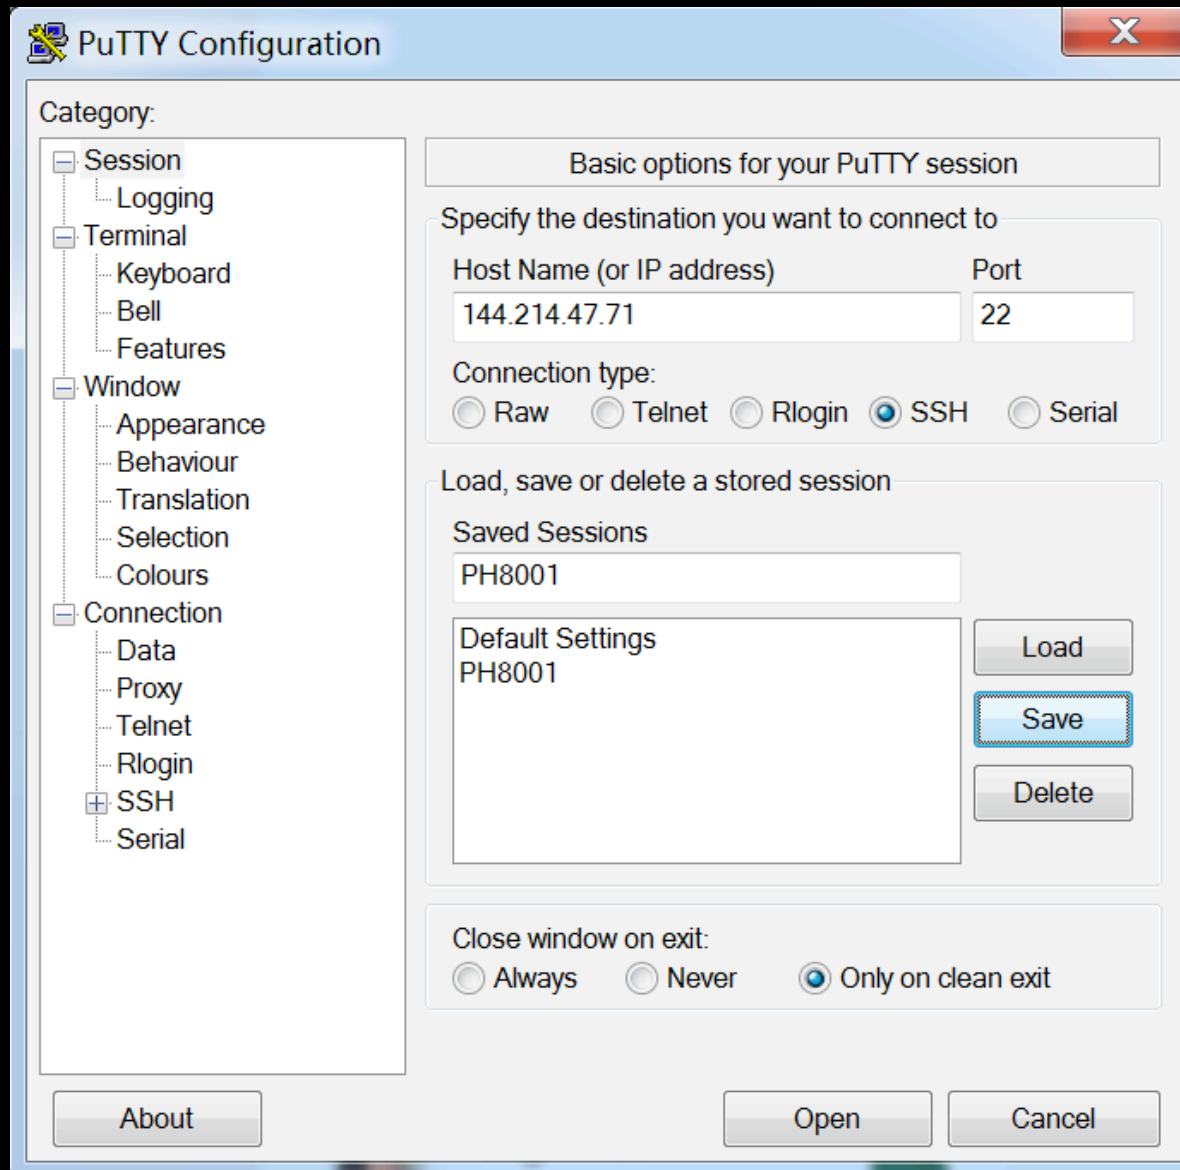 PuTTY Configuration
Category:
Session
Logging
Terminal
Keyboard
Bell
Features
Window
Appearance
Behaviour
Translation
Selection
Colours
Connection
Data
Proxy
Telnet
Rlogin
SSH
Serial
Basic options for your PuTTY session
Specify the destination you want to connect to
Host Name (or IP address) Port
144.214.47.71 22
Connection type:
Raw Telnet Rlogin SSH Serial
Load, save or delete a stored session
Saved Sessions
PH8001
Default Settings
PH8001
Load
Save
Delete
Close window on exit:
Always Never Only on clean exit
About Open Cancel